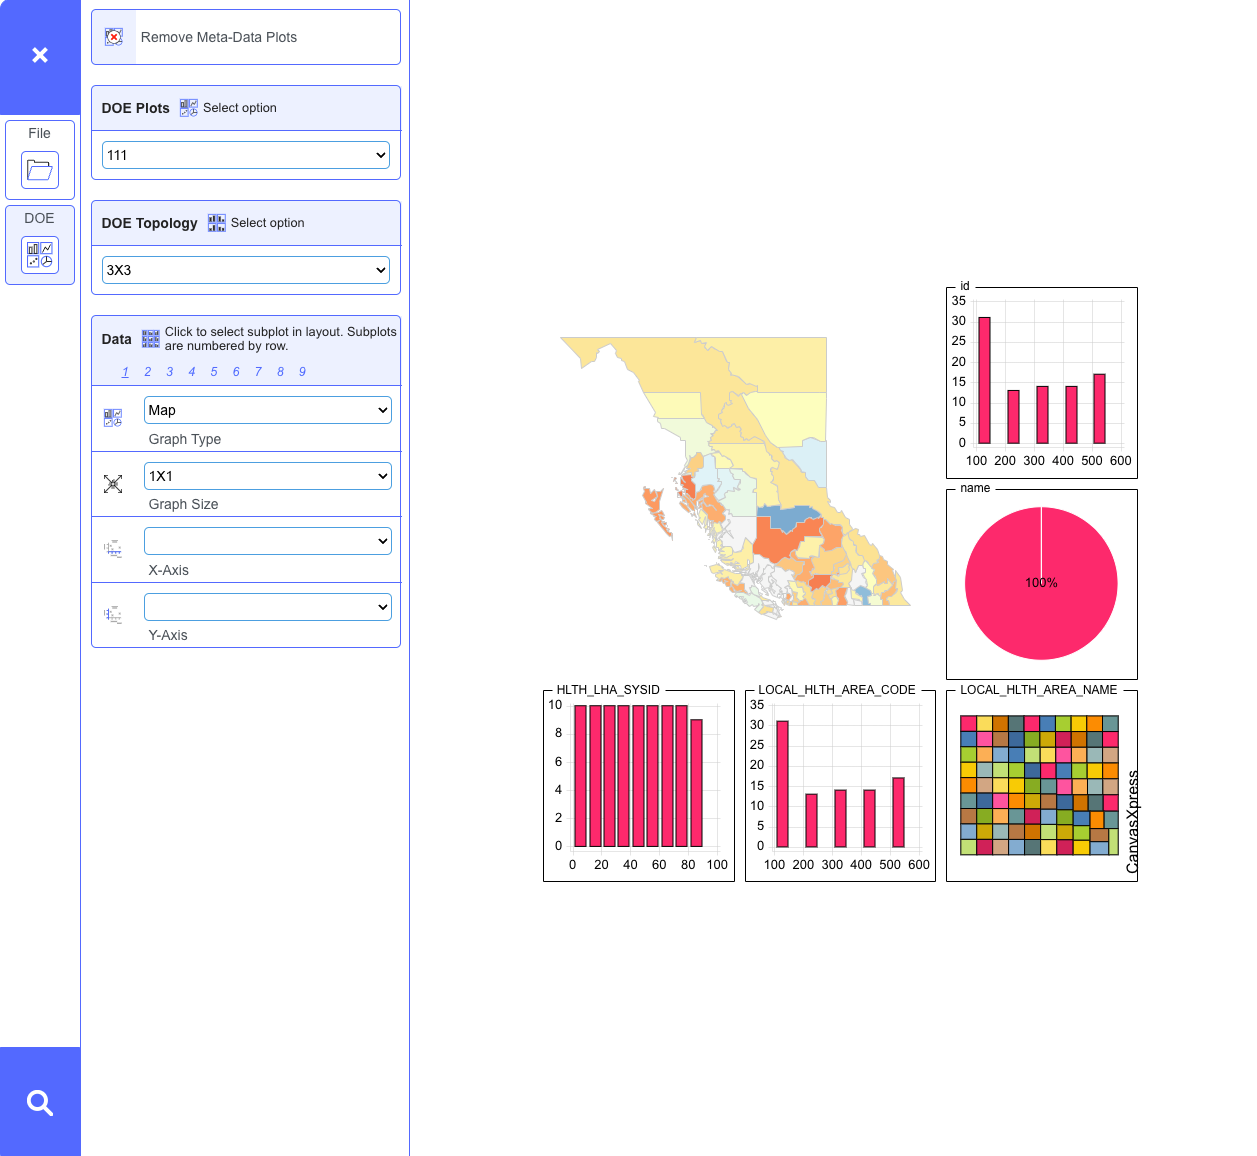 Remove Meta-Data Plots
File
DOE
DOE Plots Select option
111
DOE Topology Select option
3X3
Data Click to select subplot in layout. Subplots
are numbered by row.
1 2 3 4 5 6 7 8 9
Map
Graph Type
1X1
Graph Size
X-Axis
Y-Axis
id
35
30
25
20
15
10
5
0
100 200 300 400 500 600
name
100%
HLTH_LHA_SYSID
10
8
6
4
2
0
0 20 40 60 80 100
LOCAL_HLTH_AREA_CODE
35
30
25
20
15
10
5
0
100 200 300 400 500 600
LOCAL_HLTH_AREA_NAME
CanvasXpress